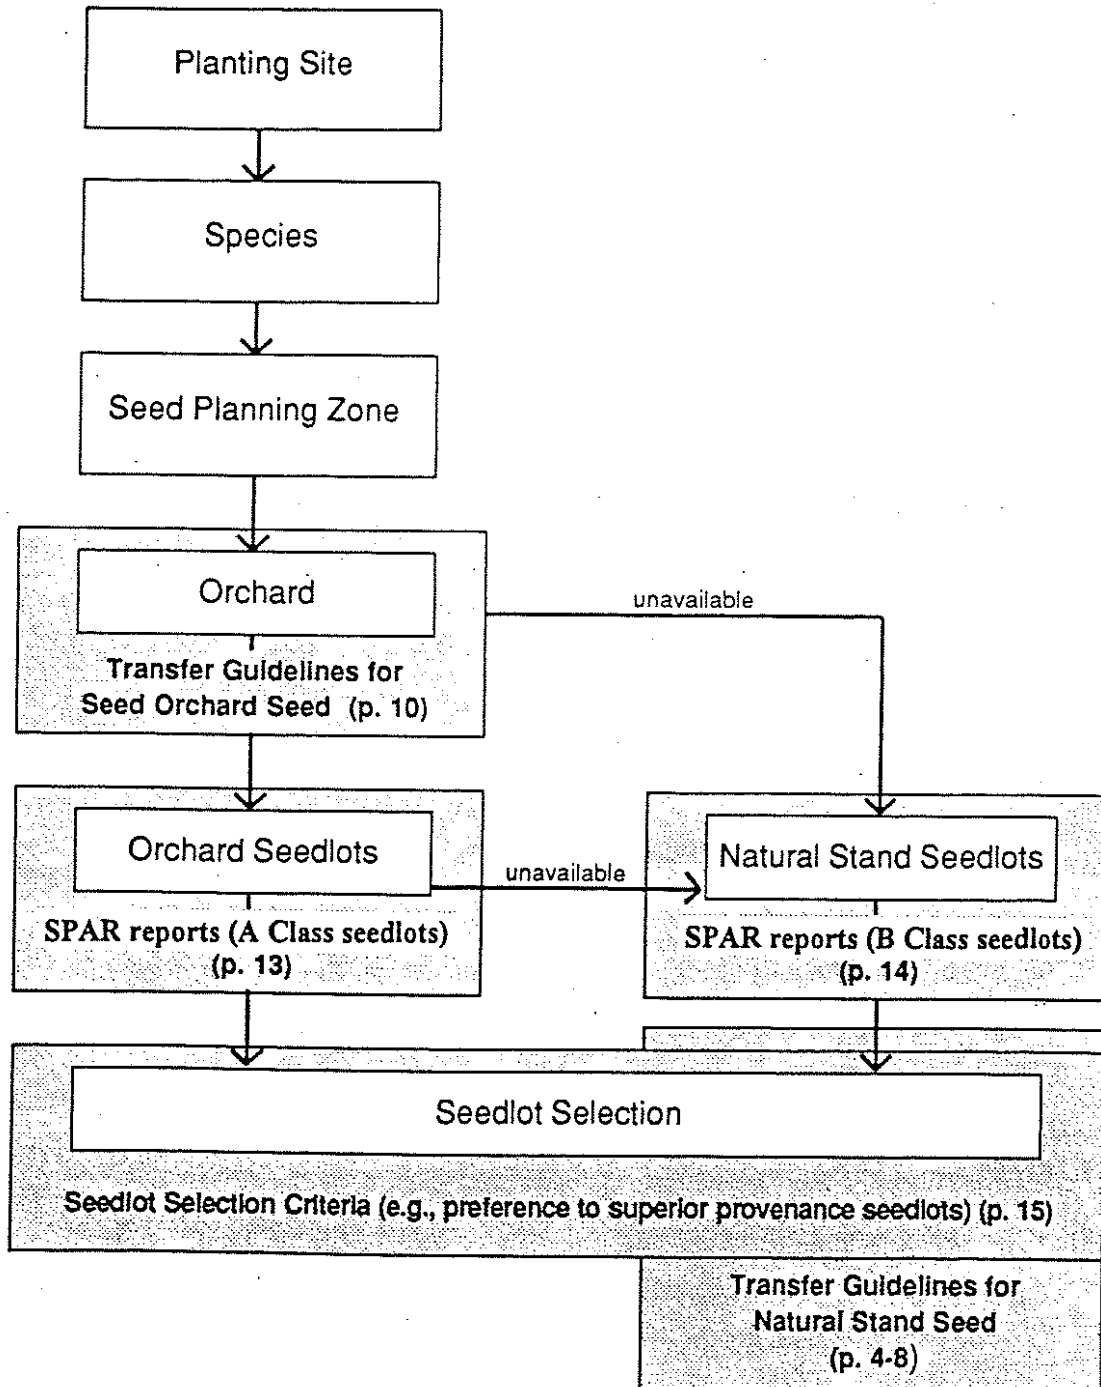 Planting Site
Species
Seed Planning Zone
Orchard
unavailable
Transfer Guidelines for
Seed Orchard Seed (p. 10)
Orchard Seedlots
unavailable
Natural Stand Seedlots
SPAR reports (A Class seedlots)
(p. 13)
SPAR reports (B Class seedlots)
(p. 14)
Seedlot Selection
Seedlot Selection Criteria (e.g., preference to superior provenance seedlots) (p. 15)
Transfer Guidelines for
Natural Stand Seed
(p. 4-8)